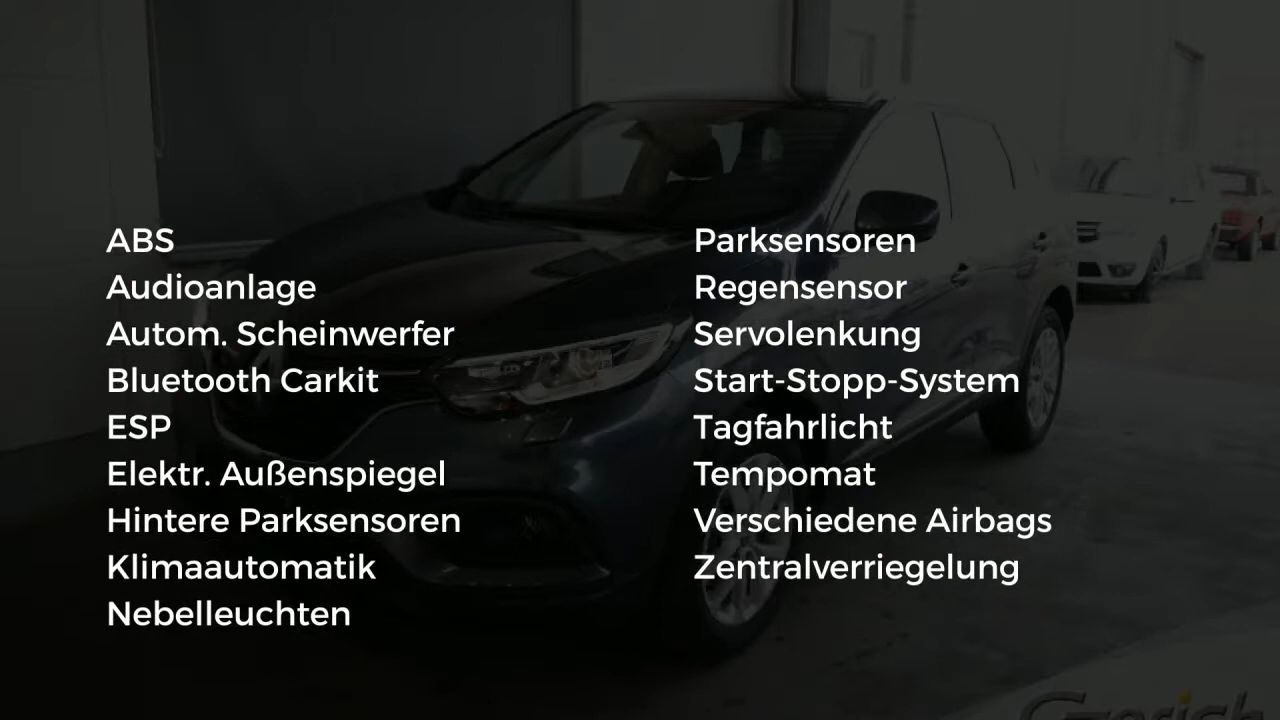 ABS
Audioanlage
Autom. Scheinwerfer
Bluetooth Carkit
ESP
Elektr. Außenspiegel
Hintere Parksensoren
Klimaautomatik
Nebelleuchten
Parksensoren
Regensensor
Servolenkung
Start-Stopp-System
Tagfahrlicht
Tempomat
Verschiedene Airbags
Zentralverriegelung